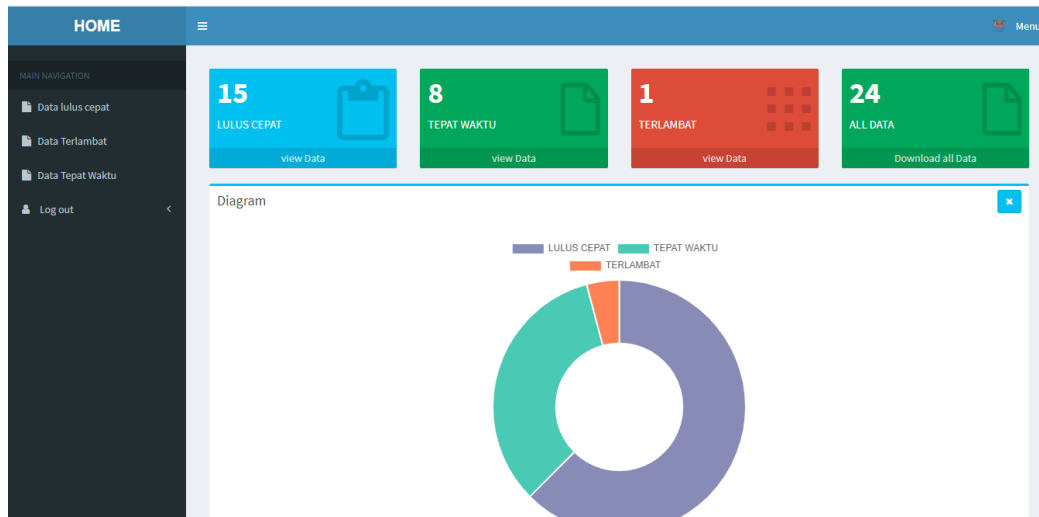 HOME
Menu
MAIN NAVIGATION
Data lulus cepat
Data Terlambat
Data Tepat Waktu
Log out
15
LULUS CEPAT
view Data
8
TEPAT WAKTU
view Data
1
TERLAMBAT
view Data
24
ALL DATA
Download all Data
Diagram
LULUS CEPAT TEPAT WAKTU
TERLAMBAT